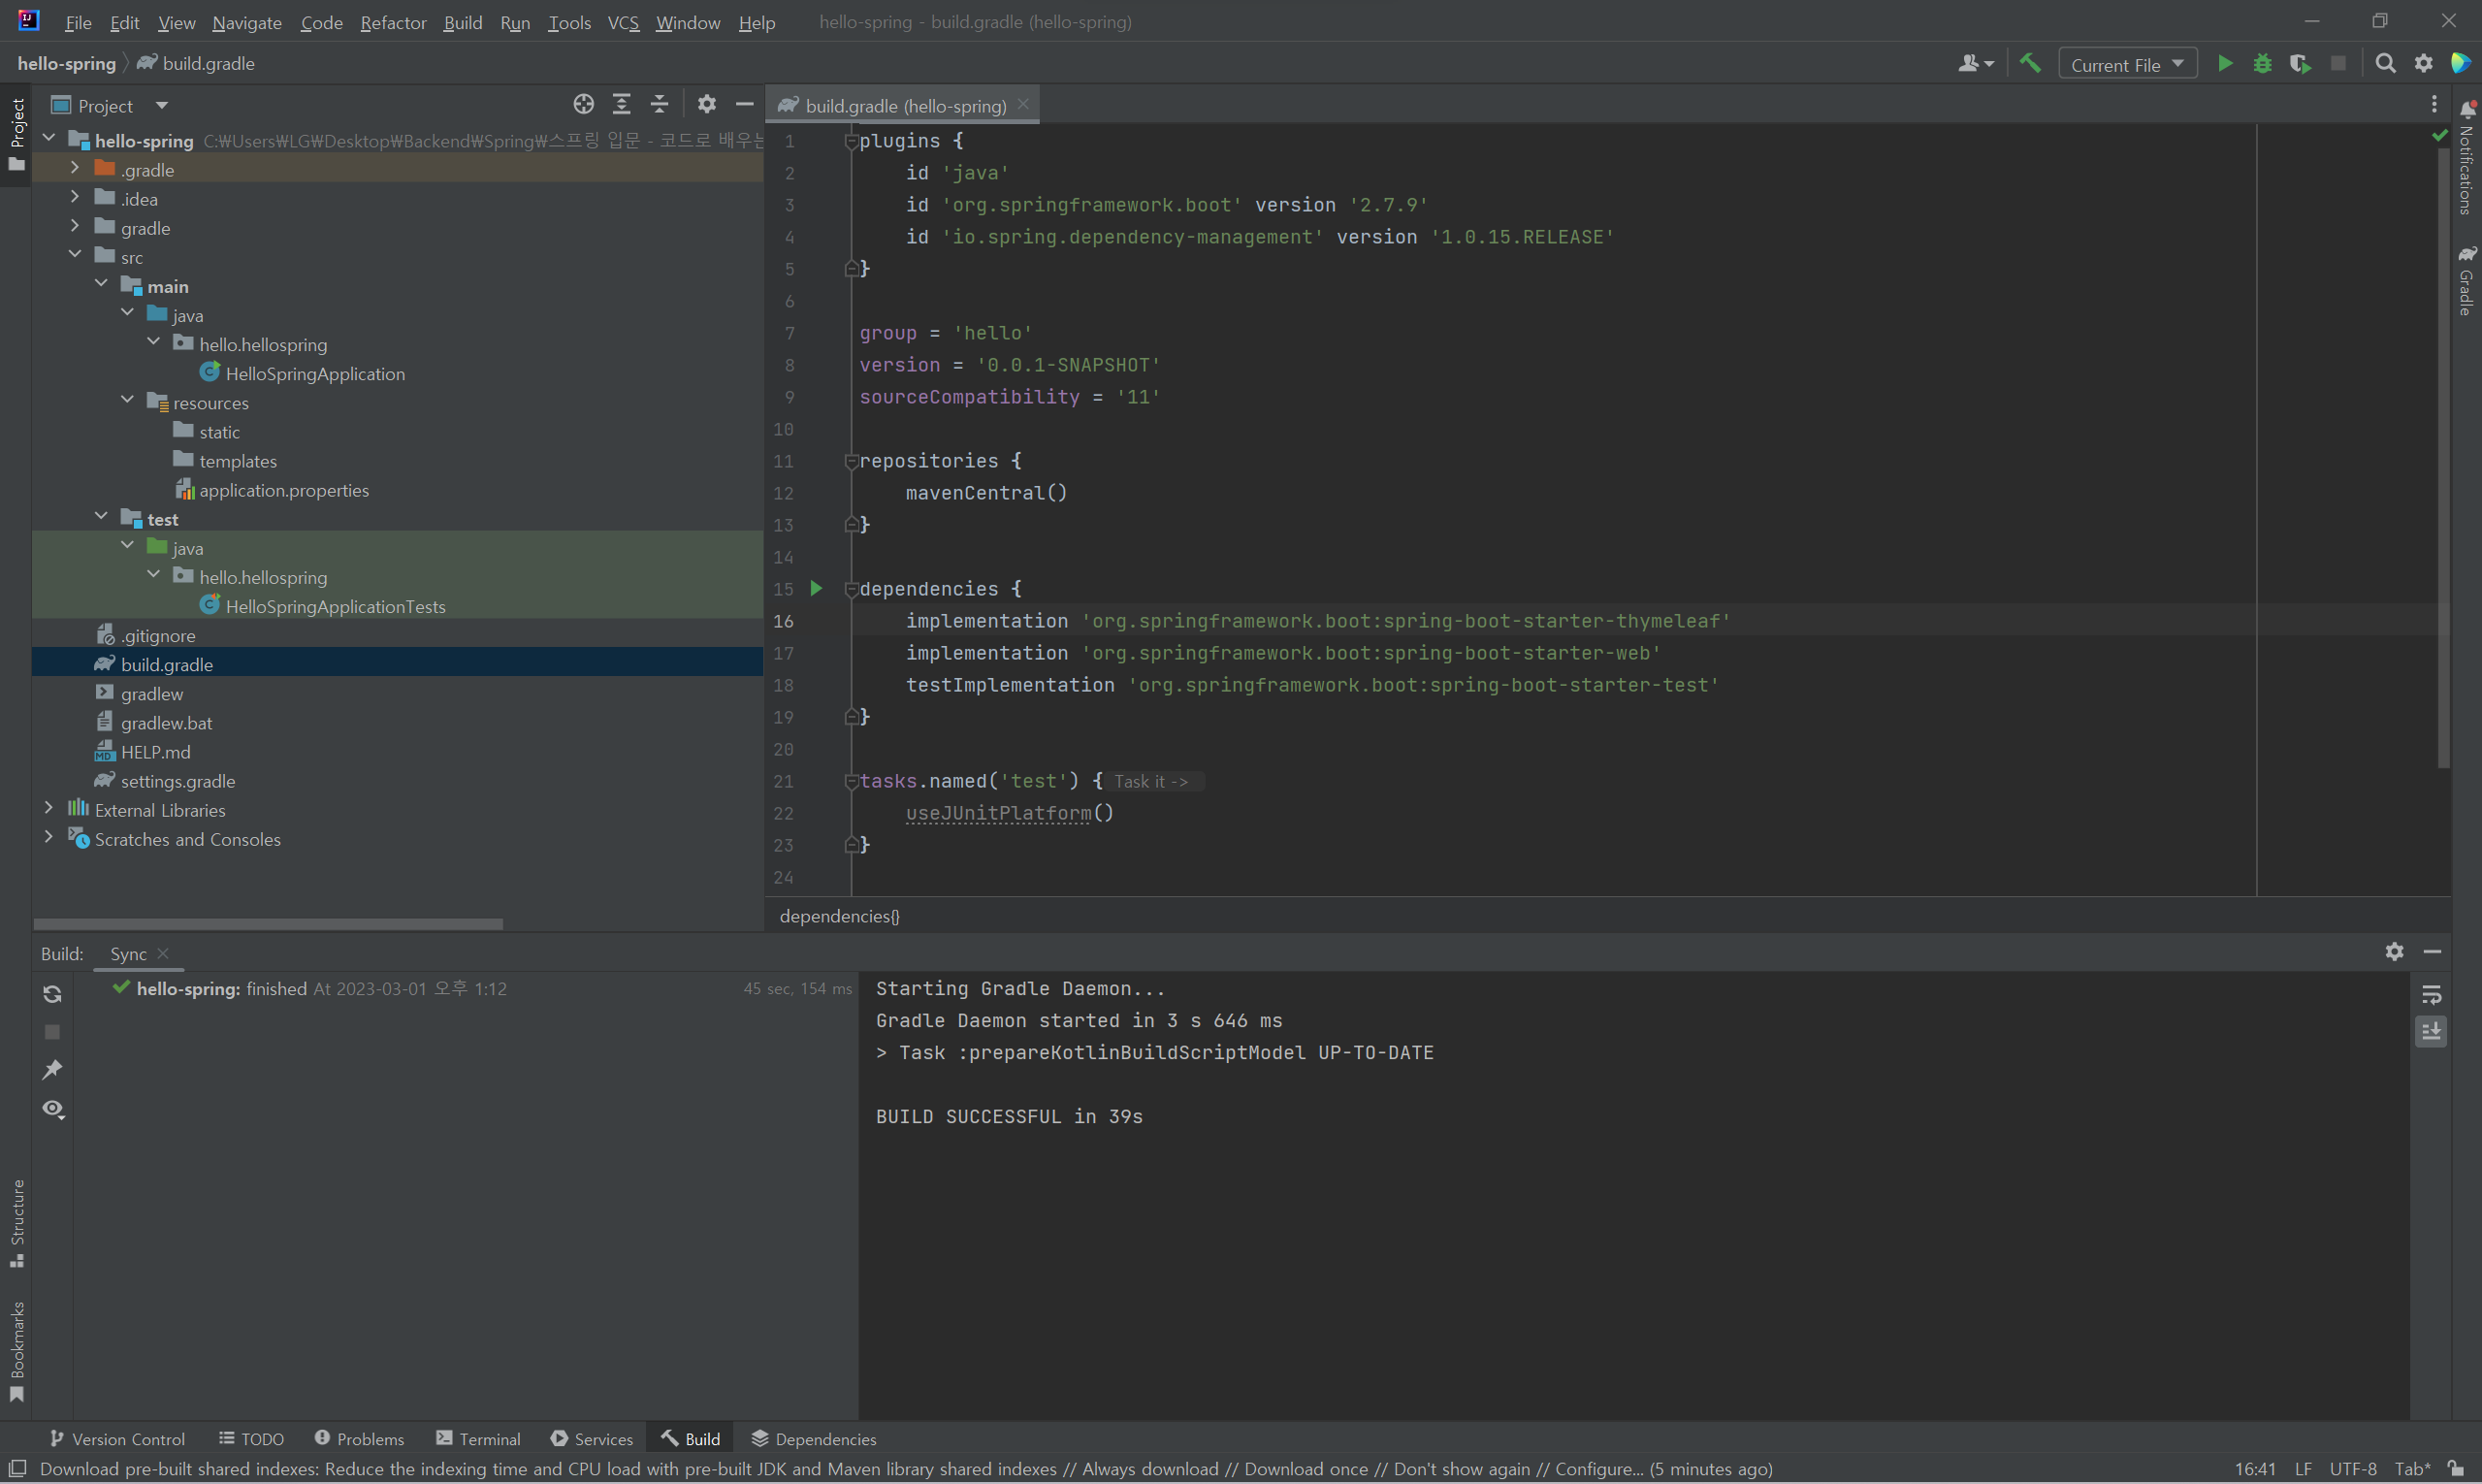 File Edit View Navigate Code Refactor Build Run Tools VCS Window Help hello-spring - build.gradle (hello-spring)
hello-spring build.gradle Current File
Project
Project
hello-spring C:₩Users₩LG₩Desktop₩Backend₩Spring₩스프링 입문 - 코드로 배우는
.gradle
.idea
gradle
src
main
java
hello.hellospring
HelloSpringApplication
resources
static
templates
application.properties
test
java
hello.hellospring
HelloSpringApplicationTests
.gitignore
build.gradle
gradlew
gradlew.bat
HELP.md
settings.gradle
External Libraries
Scratches and Consoles
build.gradle (hello-spring)
1 plugins {
2 id 'java'
3 id 'org.springframework.boot' version '2.7.9'
4 id 'io.spring.dependency-management' version '1.0.15.RELEASE'
5 }
6
7 group = 'hello'
8 version = '0.0.1-SNAPSHOT'
9 sourceCompatibility = '11'
10
11 repositories {
12 mavenCentral()
13 }
14
15 dependencies {
16 implementation 'org.springframework.boot:spring-boot-starter-thymeleaf'
17 implementation 'org.springframework.boot:spring-boot-starter-web'
18 testImplementation 'org.springframework.boot:spring-boot-starter-test'
19 }
20
21 tasks.named('test') { Task it ->
22 useJUnitPlatform()
23 }
24
dependencies{}
Notifications
Gradle
Build: Sync
hello-spring: finished At 2023-03-01 오후 1:12 45 sec, 154 ms
Starting Gradle Daemon...
Gradle Daemon started in 3 s 646 ms
> Task :prepareKotlinBuildScriptModel UP-TO-DATE
BUILD SUCCESSFUL in 39s
Structure
Bookmarks
Version Control TODO Problems Terminal Services Build Dependencies
Download pre-built shared indexes: Reduce the indexing time and CPU load with pre-built JDK and Maven library shared indexes // Always download // Download once // Don't show again // Configure... (5 minutes ago) 16:41 LF UTF-8 Tab*